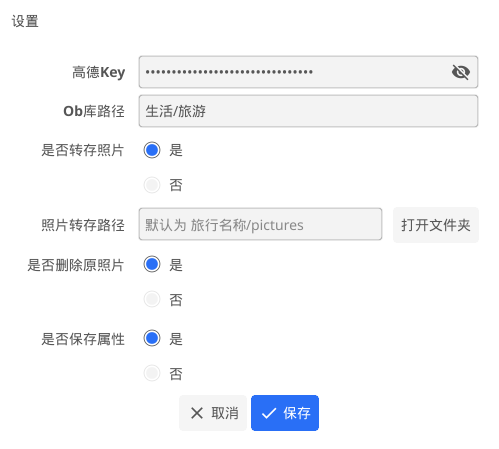 设置
高德Key ••••••••••••••••••••••••••••••••
Ob库路径 生活/旅游
是否转存照片 是
否
照片转存路径 默认为 旅行名称/pictures 打开文件夹
是否删除原照片 是
否
是否保存属性 是
否
取消 保存